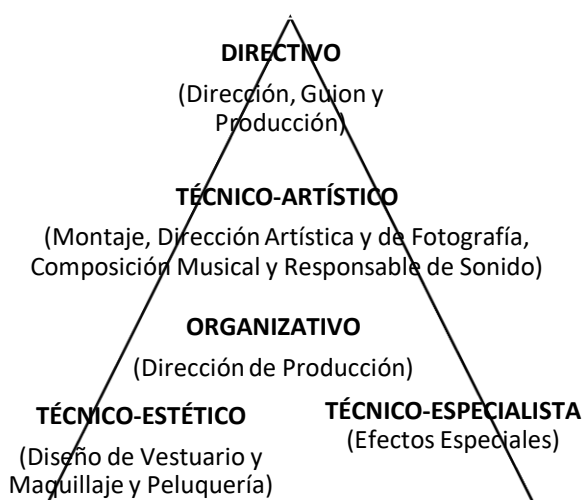 DIRECTIVO
(Dirección, Guion y
Producción)
TÉCNICO-ARTÍSTICO
(Montaje, Dirección Artística y de Fotografía,
Composición Musical y Responsable de Sonido)
ORGANIZATIVO
(Dirección de Producción)
TÉCNICO-ESTÉTICO
(Diseño de Vestuario y
Maquillaje y Peluquería)
TÉCNICO-ESPECIALISTA
(Efectos Especiales)